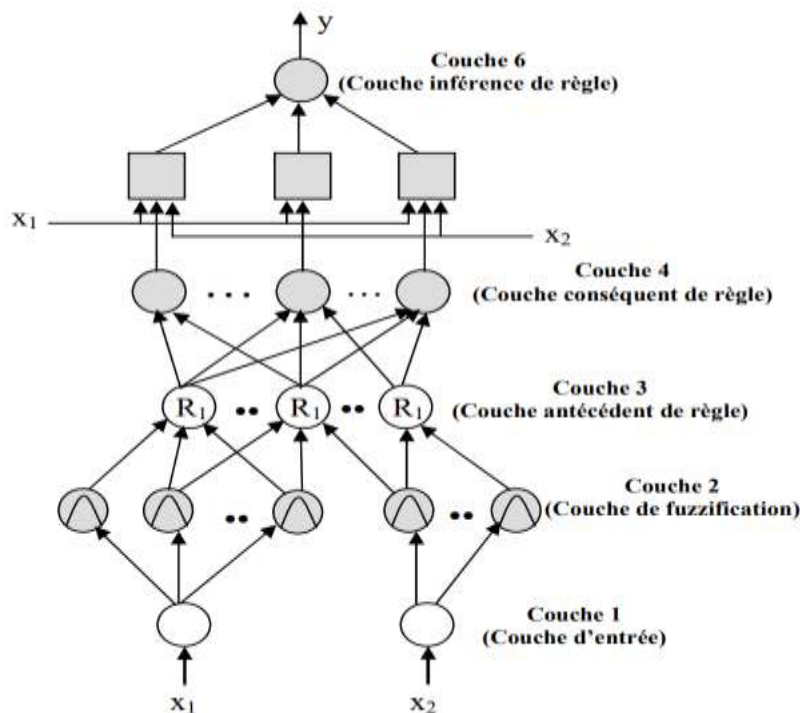 y
Couche 6
(Couche inférence de règle)
x₁
x₂
Couche 4
(Couche conséquent de règle)
R₁
R₁
R₁
Couche 3
(Couche antécédent de règle)
Couche 2
(Couche de fuzzification)
Couche 1
(Couche d'entrée)
x₁
x₂